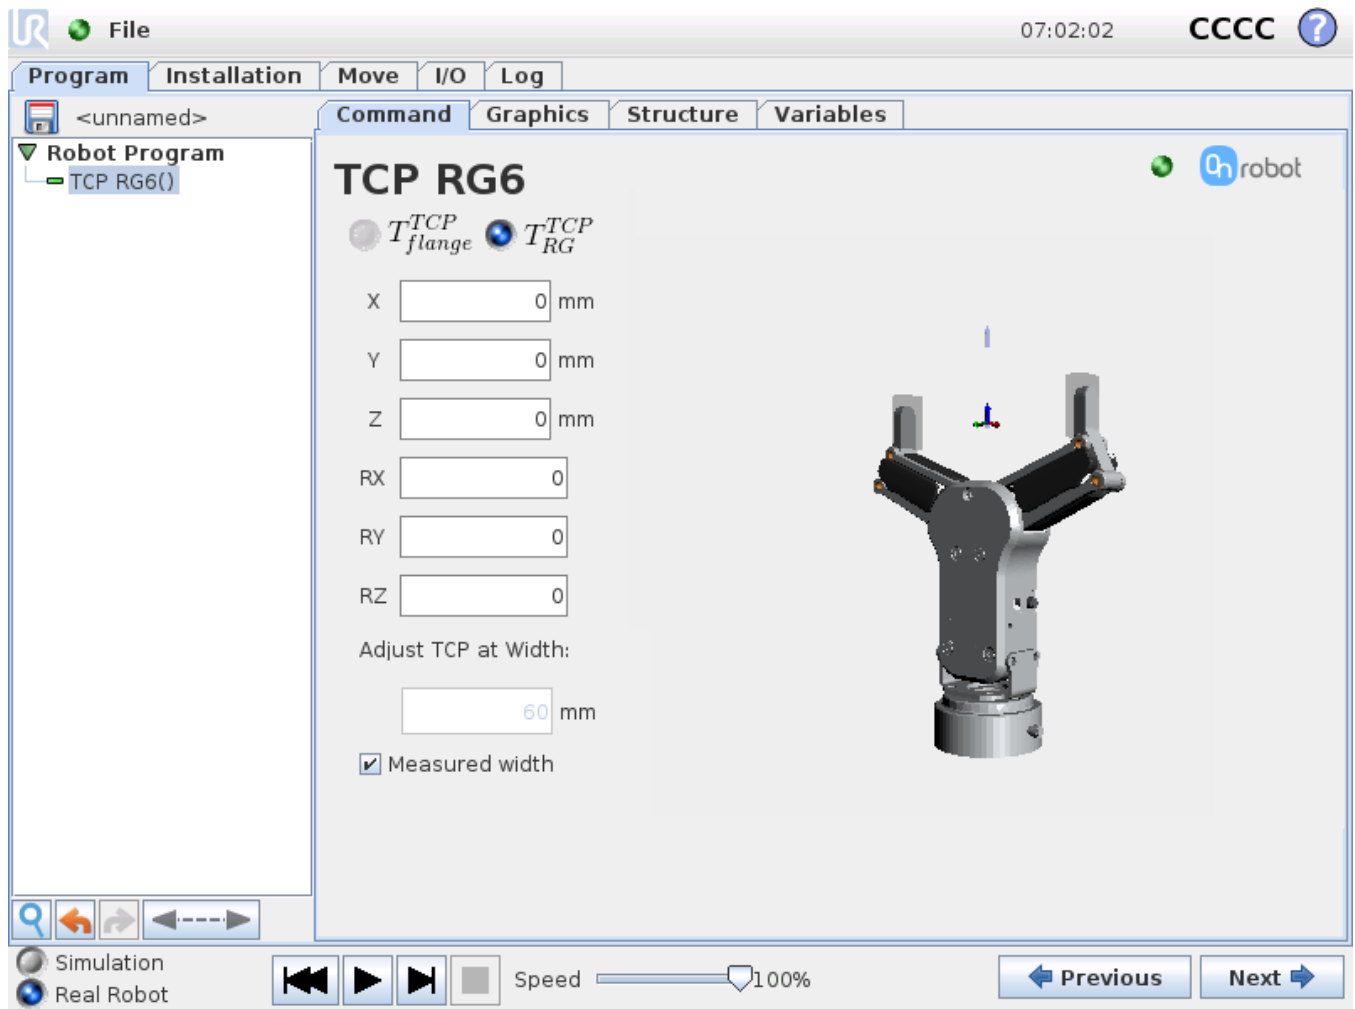 UR File 07:02:02 CCCC ?
Program Installation Move I/O Log
<unnamed> Command Graphics Structure Variables
Robot Program
TCP RG6()
TCP RG6
On robot
T TCP flange T TCP RG
X 0 mm
Y 0 mm
Z 0 mm
RX 0
RY 0
RZ 0
Adjust TCP at Width:
60 mm
Measured width
Simulation
Real Robot
Speed 100%
Previous Next